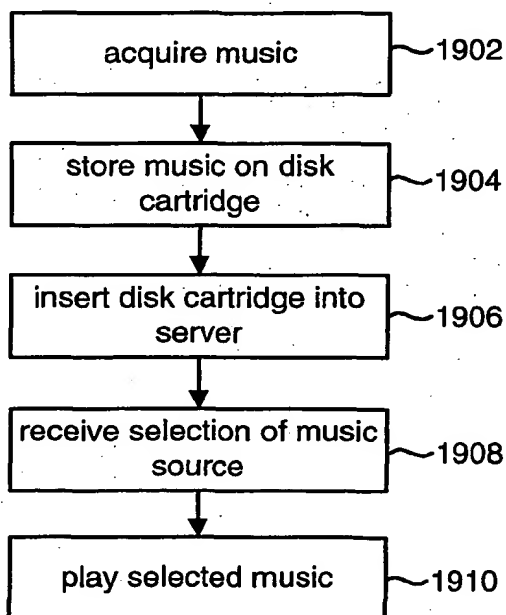 acquire music
1902
store music on disk
cartridge
1904
insert disk cartridge into
server
1906
receive selection of music
source
1908
play selected music
1910